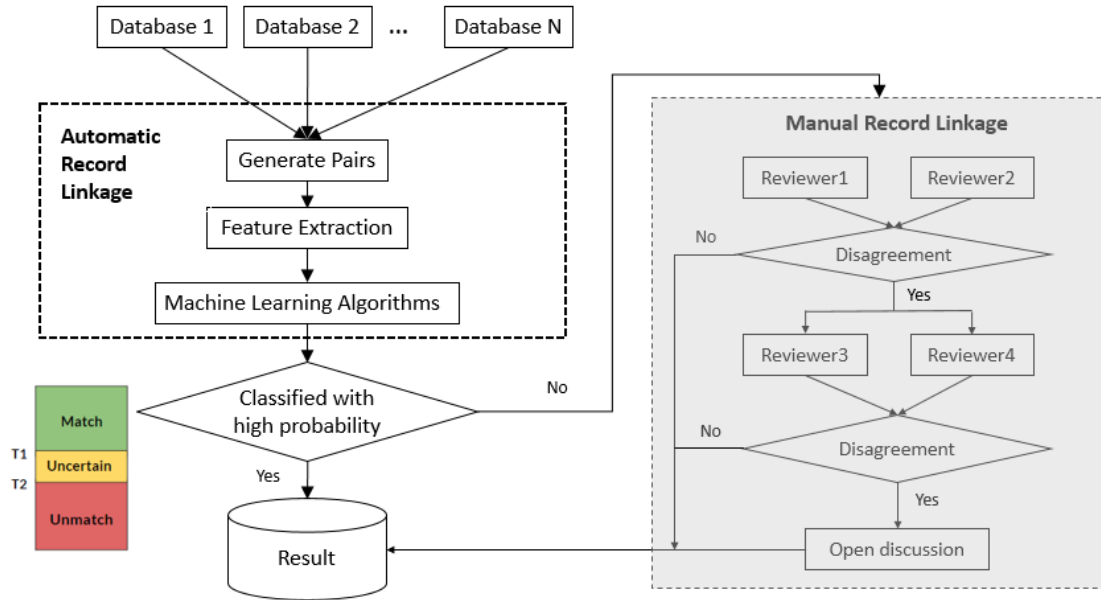 Database 1
Database 2
...
Database N
Automatic
Record
Linkage
Generate Pairs
Feature Extraction
Machine Learning Algorithms
Classified with
high probability
No
Yes
Match
T1
Uncertain
T2
Unmatch
Result
Manual Record Linkage
Reviewer1
Reviewer2
No
Disagreement
Yes
Reviewer3
Reviewer4
No
Disagreement
Yes
Open discussion